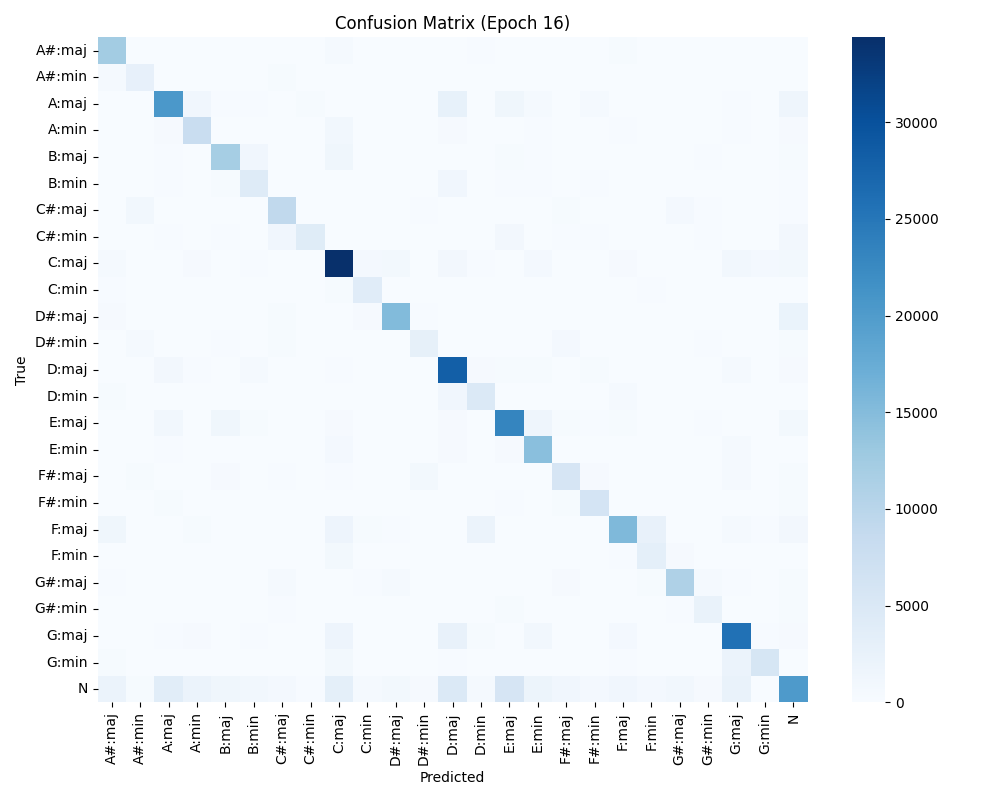 Confusion Matrix (Epoch 16)
True
A#:maj
A#:min
A:maj
A:min
B:maj
B:min
C#:maj
C#:min
C:maj
C:min
D#:maj
D#:min
D:maj
D:min
E:maj
E:min
F#:maj
F#:min
F:maj
F:min
G#:maj
G#:min
G:maj
G:min
N
A#:maj
A#:min
A:maj
A:min
B:maj
B:min
C#:maj
C#:min
C:maj
C:min
D#:maj
D#:min
D:maj
D:min
E:maj
E:min
F#:maj
F#:min
F:maj
F:min
G#:maj
G#:min
G:maj
G:min
N
Predicted
30000
25000
20000
15000
10000
5000
0